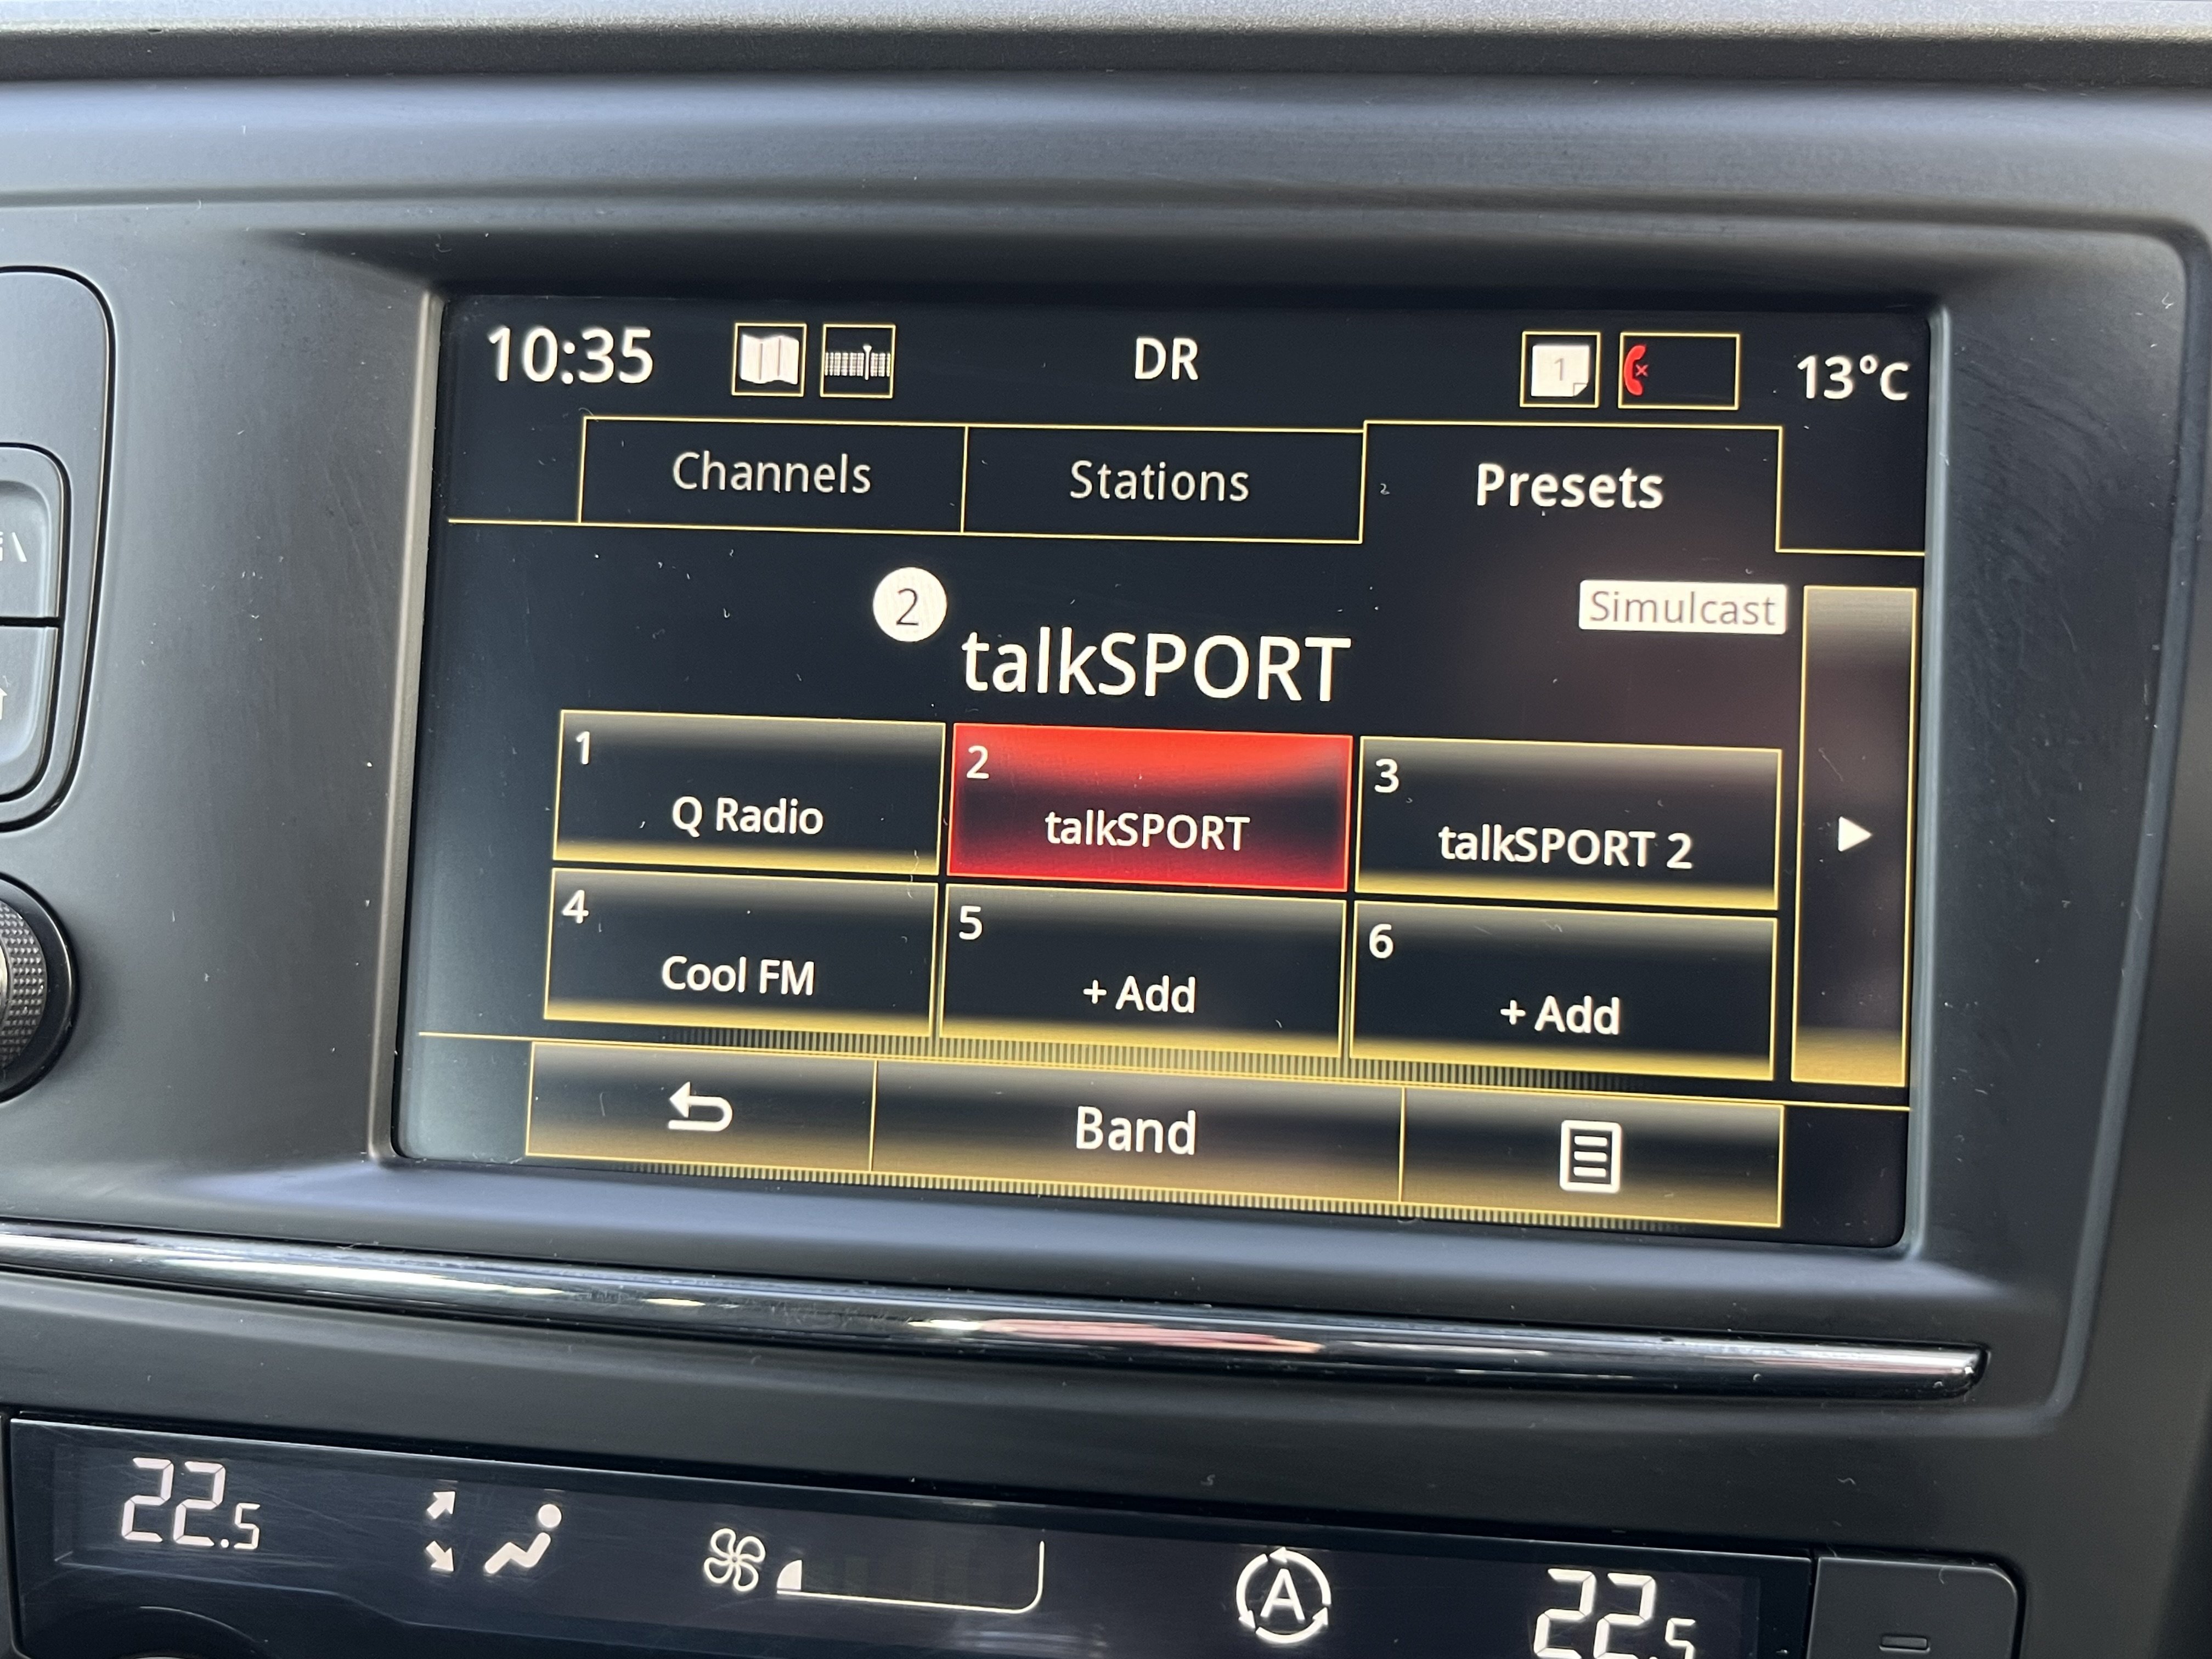 10:35
DR
1
13°C
Channels
Stations
Presets
2
Simulcast
talkSPORT
1
Q Radio
2
talkSPORT
3
talkSPORT 2
4
Cool FM
5
+ Add
6
+ Add
Band
22.5
A
22.5